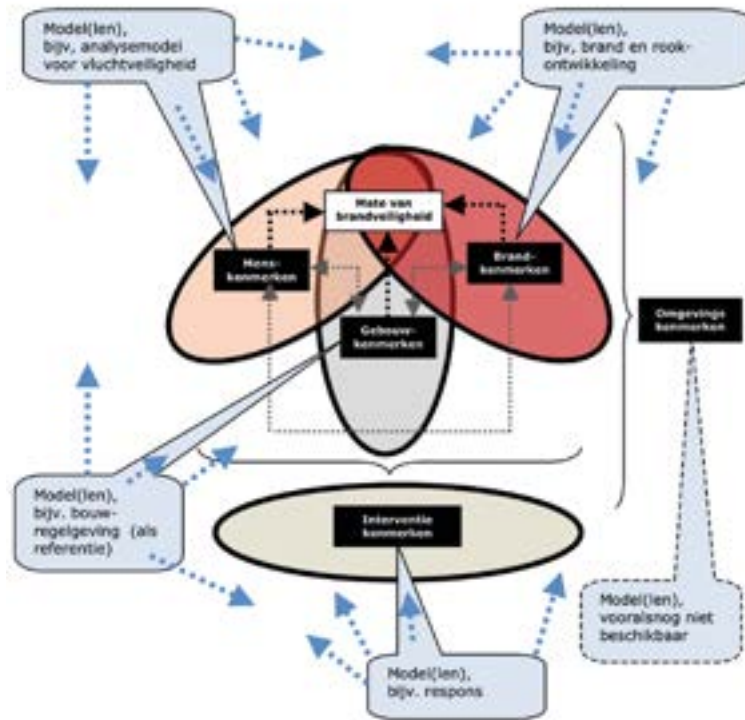 Model(len),
bijv, analysemodel
voor vluchtveiligheid
Model(len),
bijv, brand en rook-
ontwikkeling
Mate van
brandveiligheid
Mens-
kenmerken
Brand-
kenmerken
Gebouw-
kenmerken
Omgevings
kenmerken
Model(len),
bijv. bouw-
regelgeving (als
referentie)
Interventie
kenmerken
Model(len),
vooralsnog niet
beschikbaar
Model(len),
bijv. respons